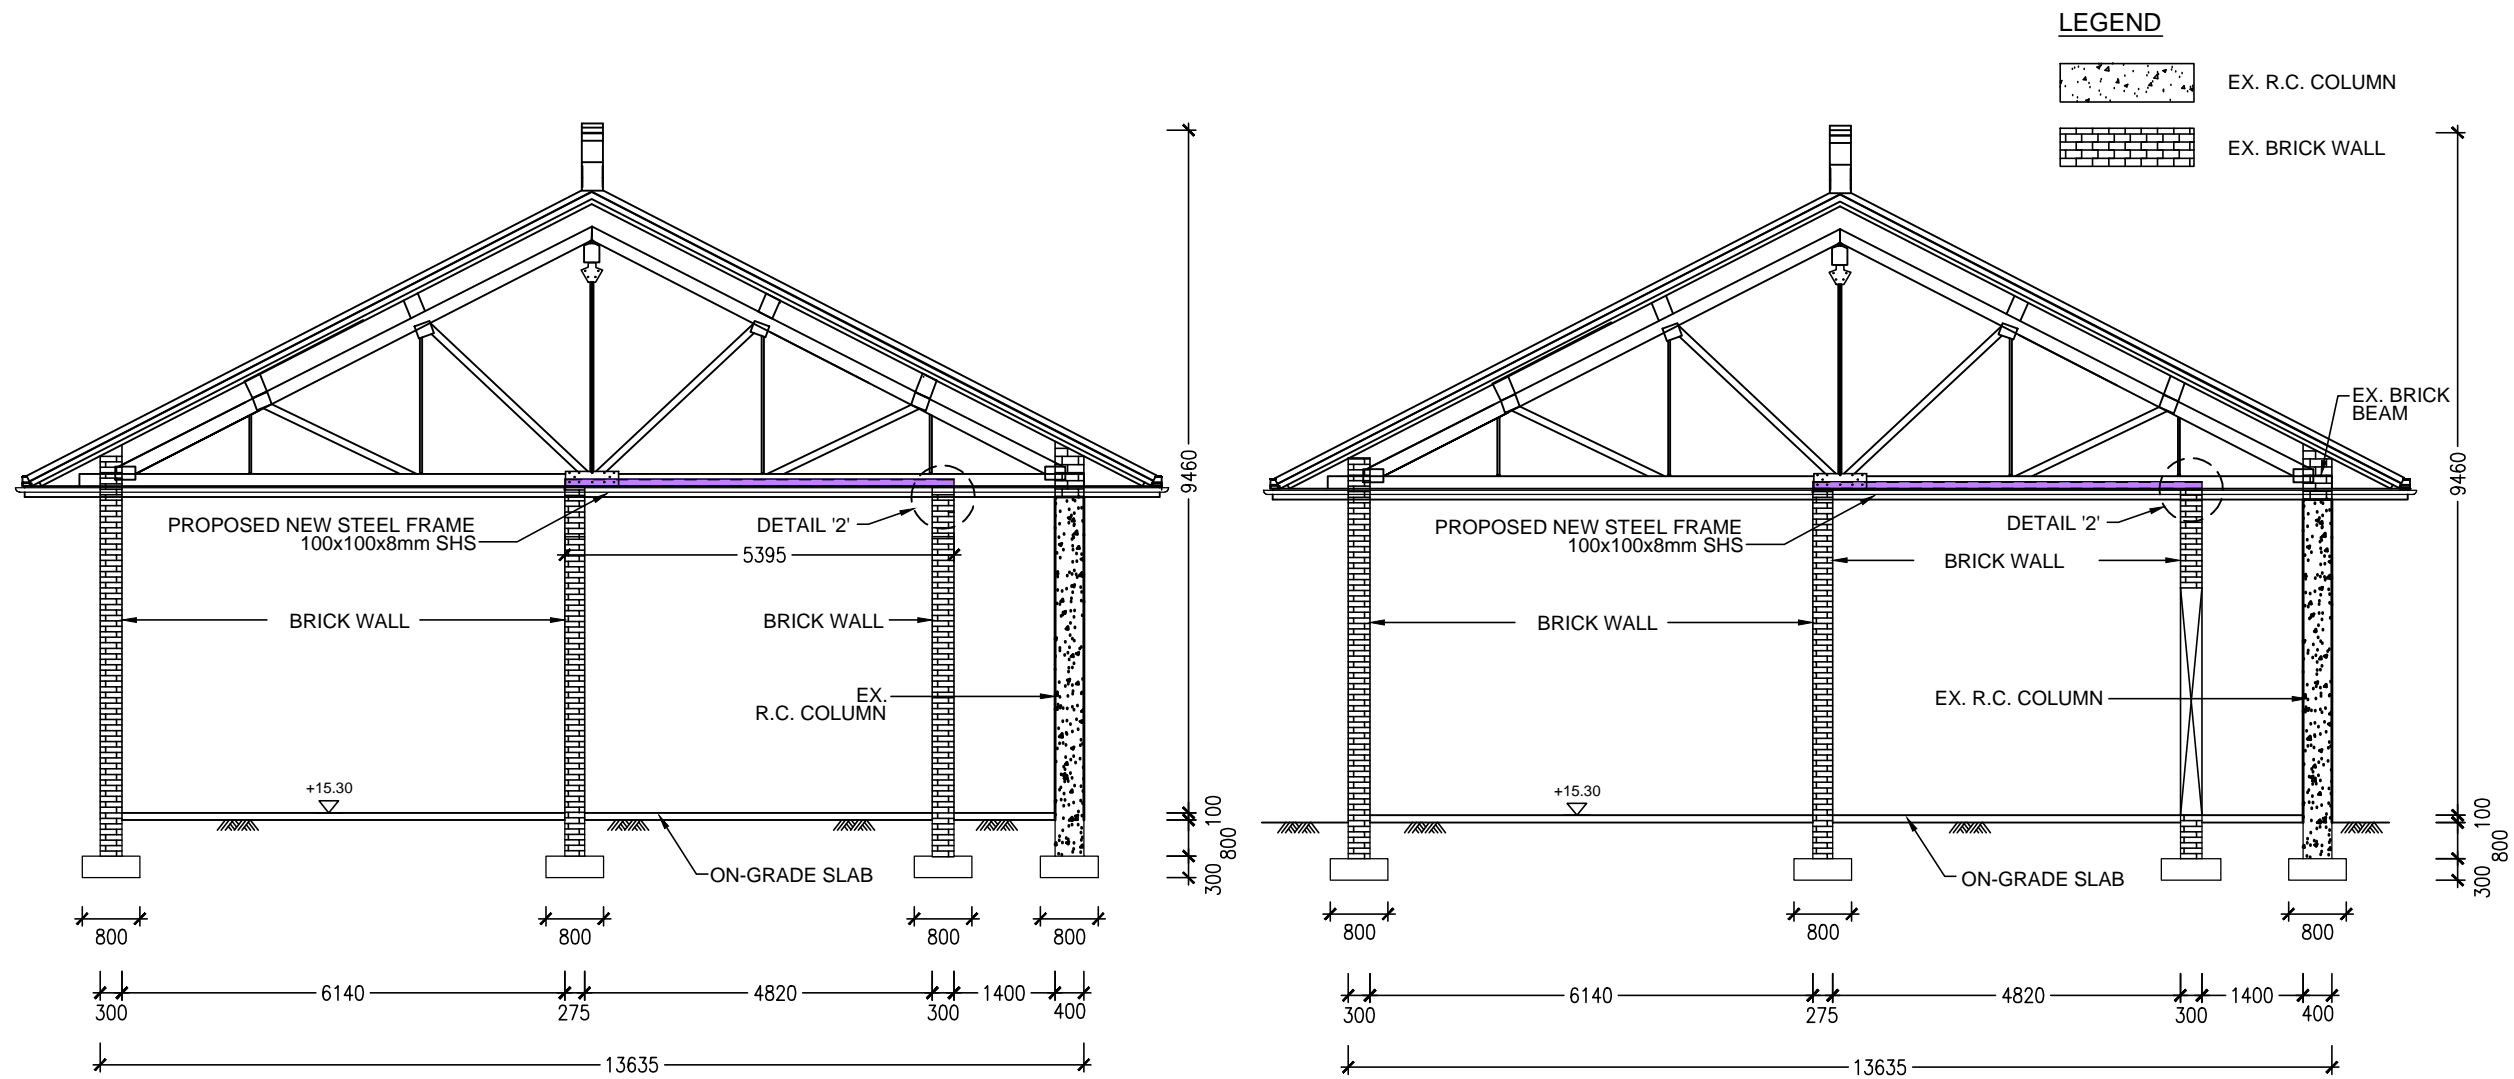 LEGEND
EX. R.C. COLUMN
EX. BRICK WALL
PROPOSED NEW STEEL FRAME
100x100x8mm SHS
DETAIL '2'
5395
BRICK WALL
BRICK WALL
EX.
R.C. COLUMN
+15.30
ON-GRADE SLAB
9460
100
800
300
800
800
800
800
6140
4820
1400
300
275
300
400
13635
EX. BRICK
BEAM
PROPOSED NEW STEEL FRAME
100x100x8mm SHS
DETAIL '2'
BRICK WALL
BRICK WALL
EX. R.C. COLUMN
+15.30
ON-GRADE SLAB
9460
100
800
300
800
800
800
6140
4820
1400
300
275
300
400
13635